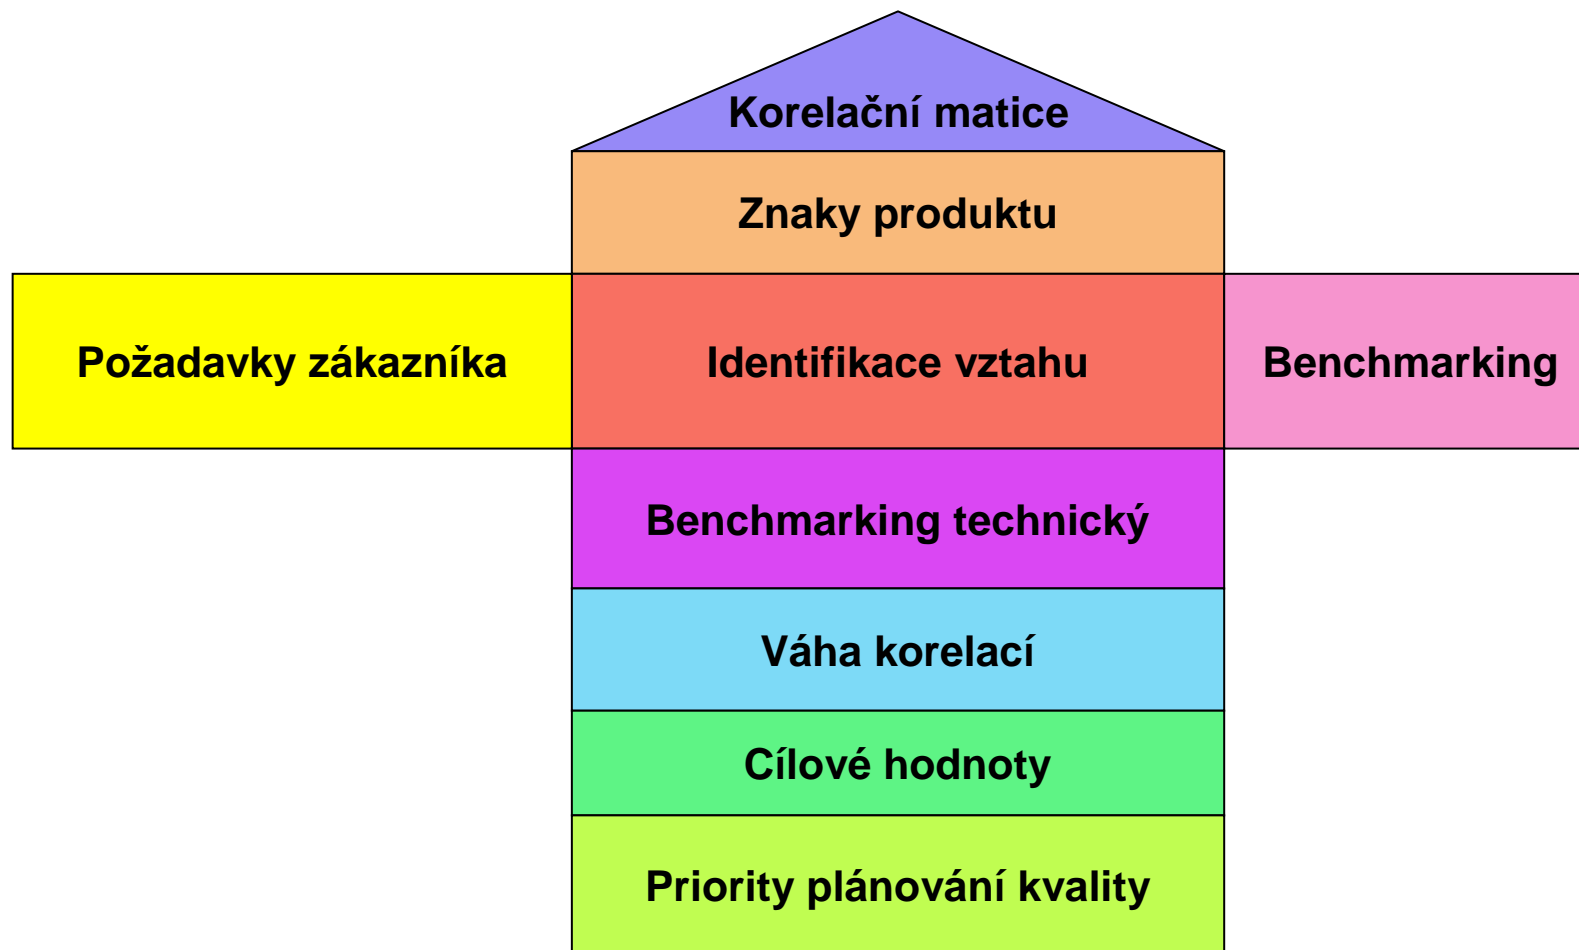 Korelační matice
Znaky produktu
Požadavky zákazníka
Identifikace vztahu
Benchmarking
Benchmarking technický
Váha korelací
Cílové hodnoty
Priority plánování kvality